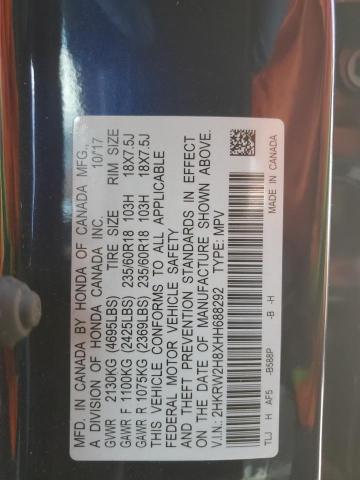 MFD. IN CANADA BY HONDA OF CANADA MFG.,
A DIVISION OF HONDA CANADA INC. 10/17
GVWR 2130KG (4695LBS) TIRE SIZE RIM SIZE
GAWR F 1100KG (2425LBS) 235/60R18 103H 18X7.5J
GAWR R 1075KG (2369LBS) 235/60R18 103H 18X7.5J
THIS VEHICLE CONFORMS TO ALL APPLICABLE
FEDERAL MOTOR VEHICLE SAFETY
AND THEFT PREVENTION STANDARDS IN EFFECT
ON THE DATE OF MANUFACTURE SHOWN ABOVE.
V.I.N.: 2HKRW2H8XHH688292 TYPE: MPV
TLJ H AF5 -B588P -B -H MADE IN CANADA